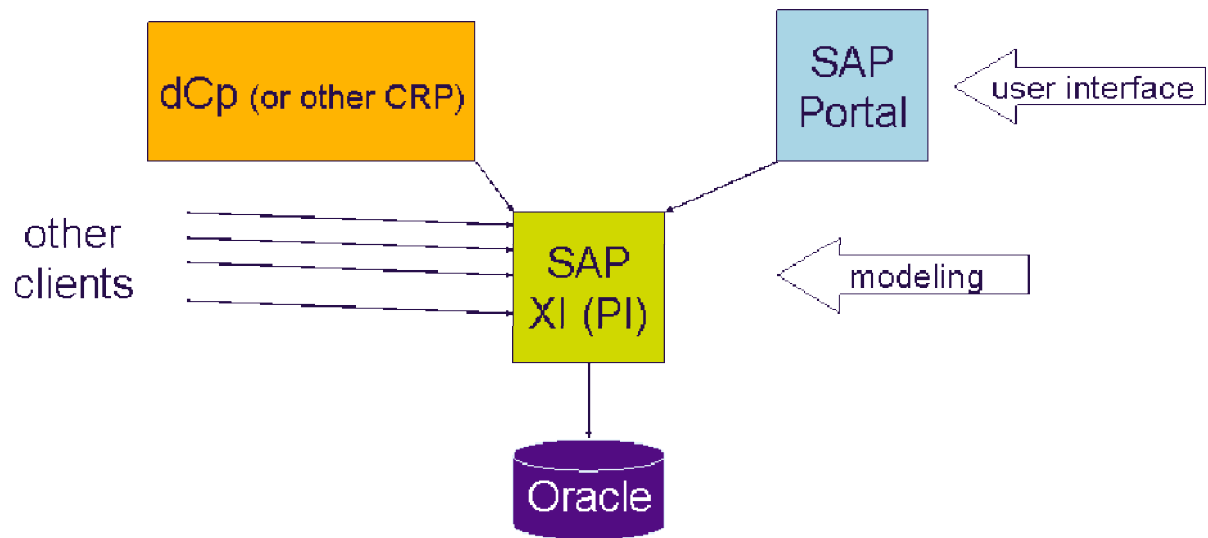 dCp (or other CRP)
SAP
Portal
user interface
other
clients
SAP
XI (PI)
modeling
Oracle